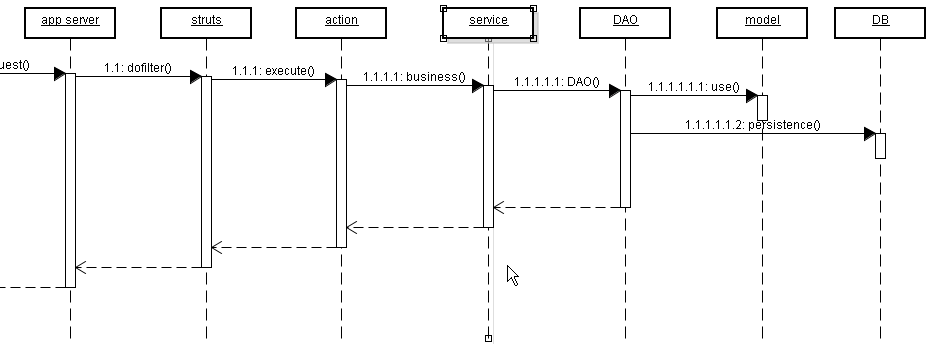 app server
struts
action
service
DAO
model
DB
uest()
1.1: dofilter()
1.1.1: execute()
1.1.1.1: business()
1.1.1.1.1: DAO()
1.1.1.1.1.1: use()
1.1.1.1.1.2: persistence()